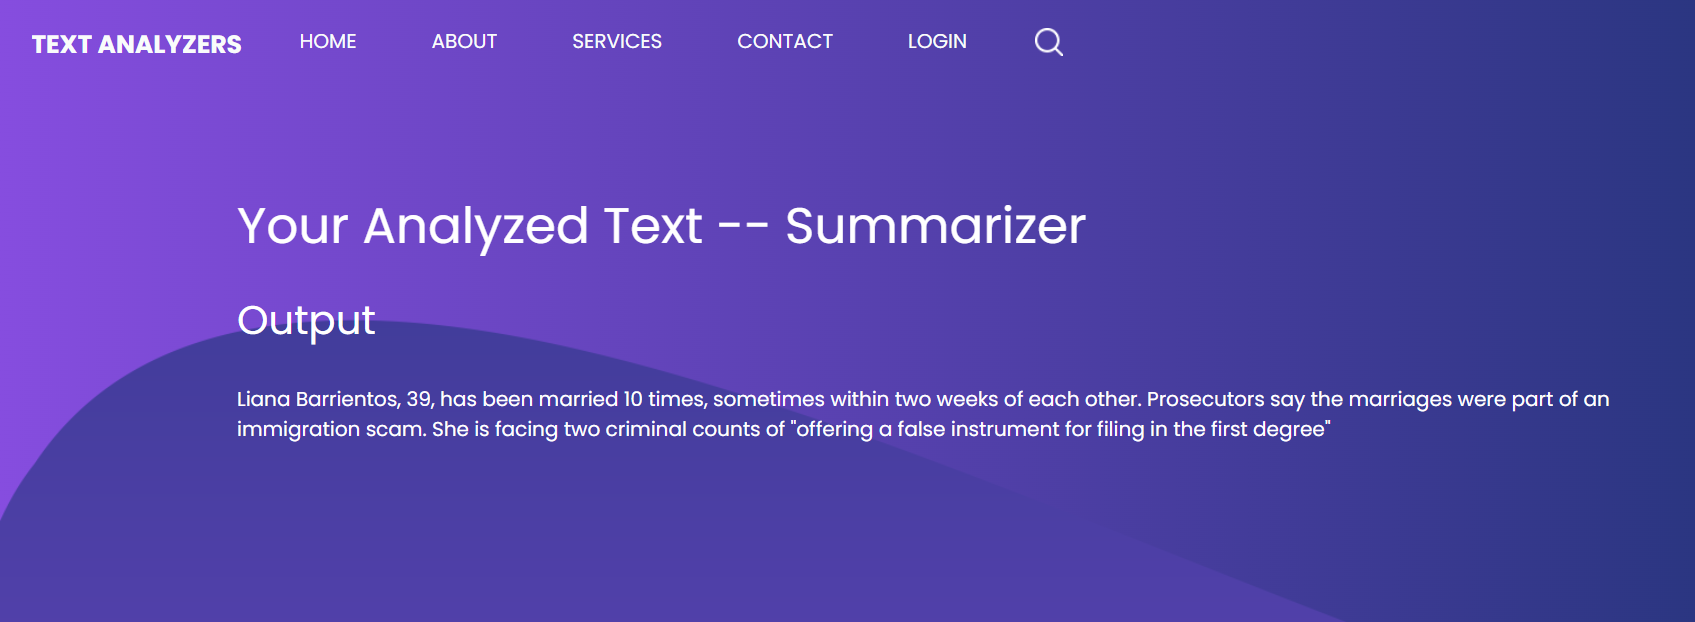 TEXT ANALYZERS HOME ABOUT SERVICES CONTACT LOGIN
Your Analyzed Text -- Summarizer
Output
Liana Barrientos, 39, has been married 10 times, sometimes within two weeks of each other. Prosecutors say the marriages were part of an
immigration scam. She is facing two criminal counts of "offering a false instrument for filing in the first degree"